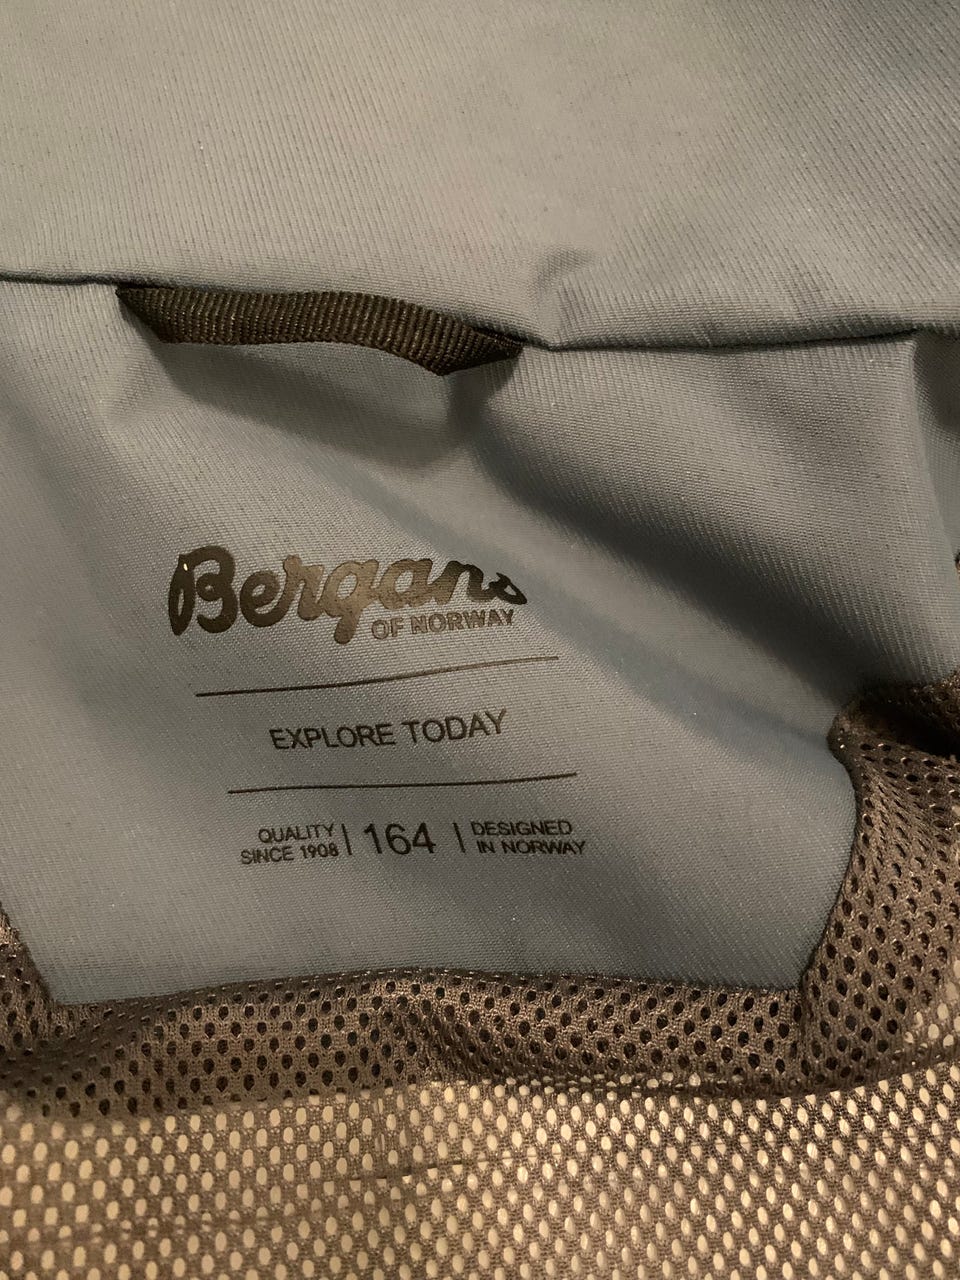 Bergans
OF NORWAY
EXPLORE TODAY
QUALITY
SINCE 1908
164
DESIGNED
IN NORWAY